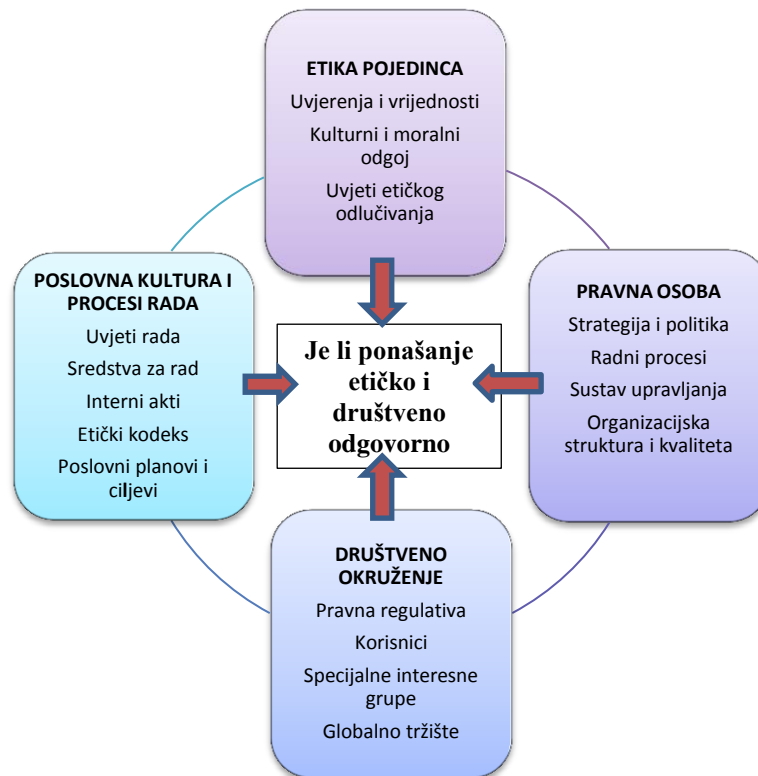 ETIKA POJEDINCA
Uvjerenja i vrijednosti
Kulturni i moralni
odgoj
Uvjeti etičkog
odlučivanja
POSLOVNA KULTURA I
PROCESI RADA
Uvjeti rada
Sredstva za rad
Interni akti
Etički kodeks
Poslovni planovi i
ciljevi
Je li ponašanje
etičko i
društveno
odgovorno
PRAVNA OSOBA
Strategija i politika
Radni procesi
Sustav upravljanja
Organizacijska
struktura i kvaliteta
DRUŠTVENO
OKRUŽENJE
Pravna regulativa
Korisnici
Specijalne interesne
grupe
Globalno tržište